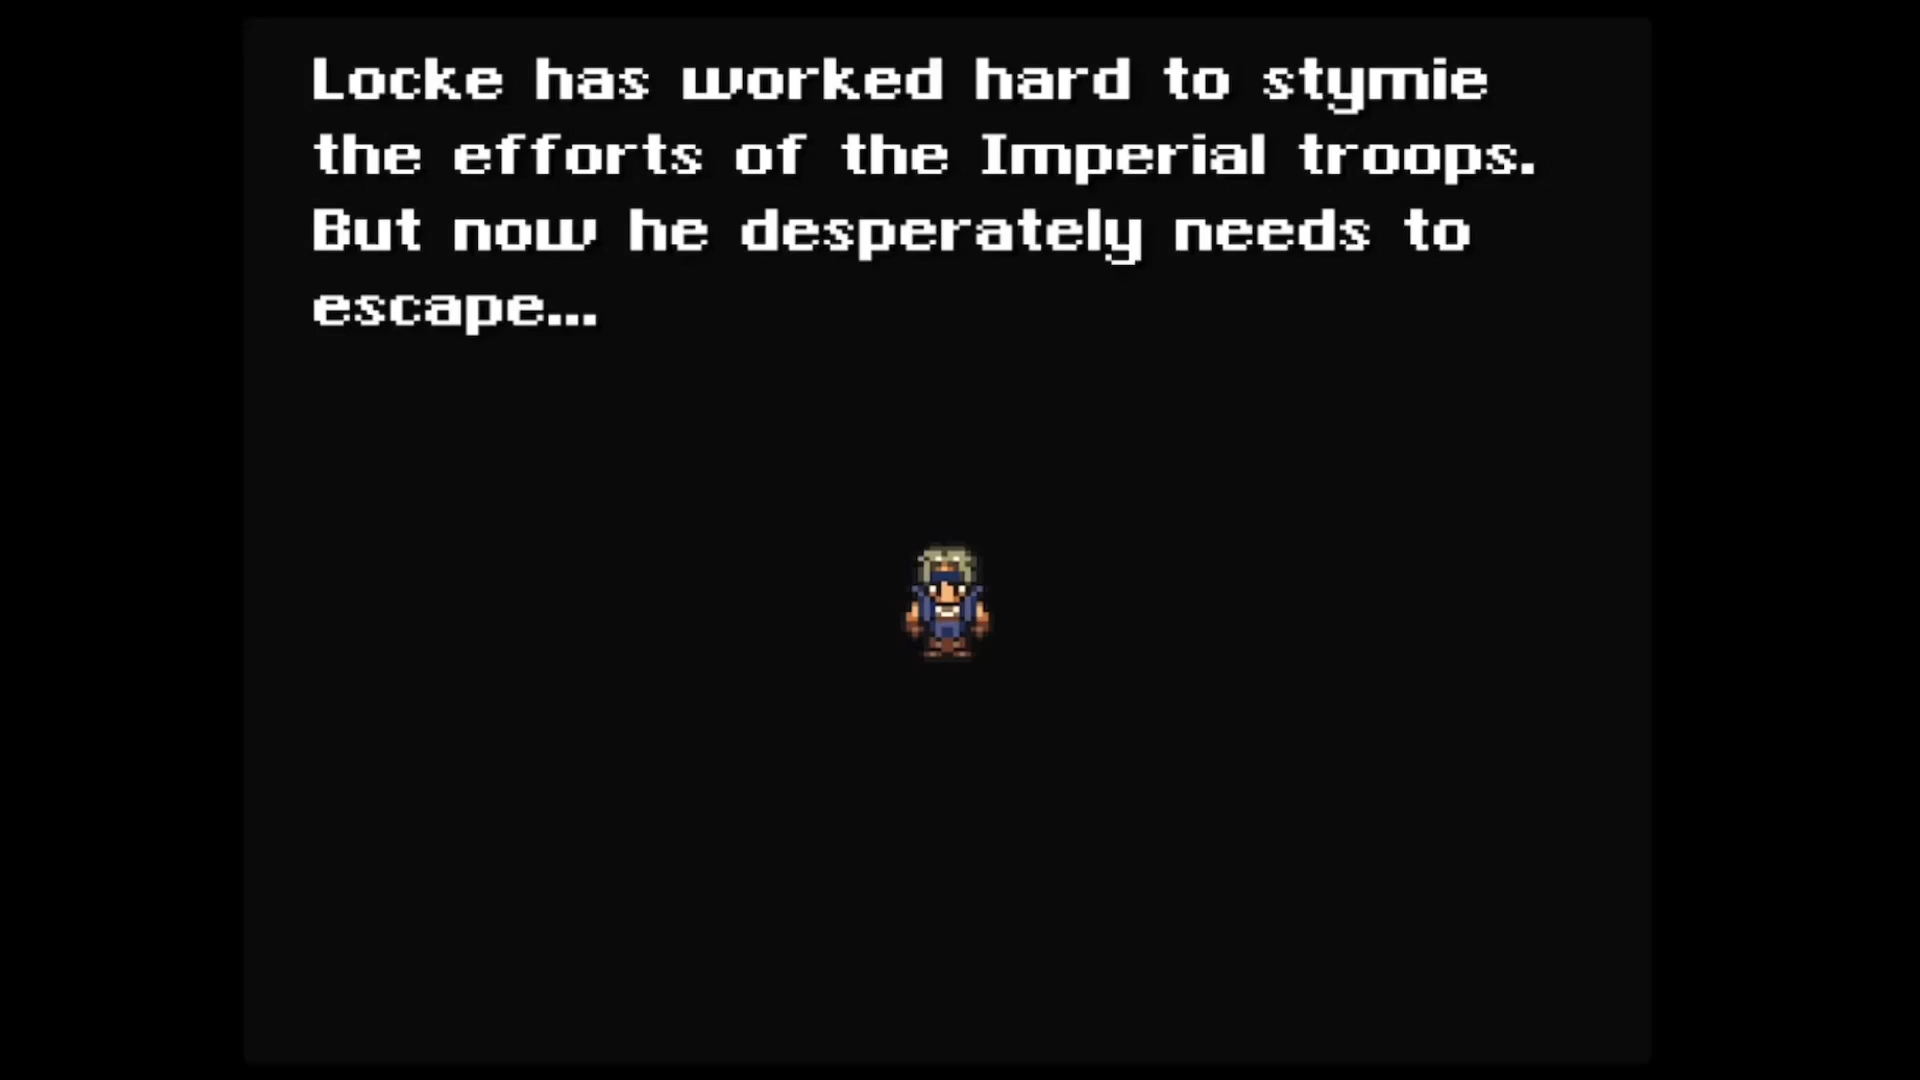 Locke has worked hard to stymie
the efforts of the Imperial troops.
But now he desperately needs to
escape...